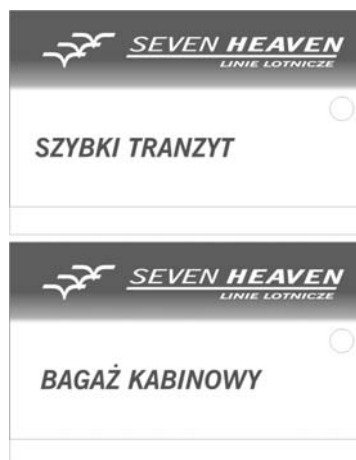 SEVEN HEAVEN
LINIE LOTNICZE
SZYBKI TRANZYT
SEVEN HEAVEN
LINIE LOTNICZE
BAGAŻ KABINOWY